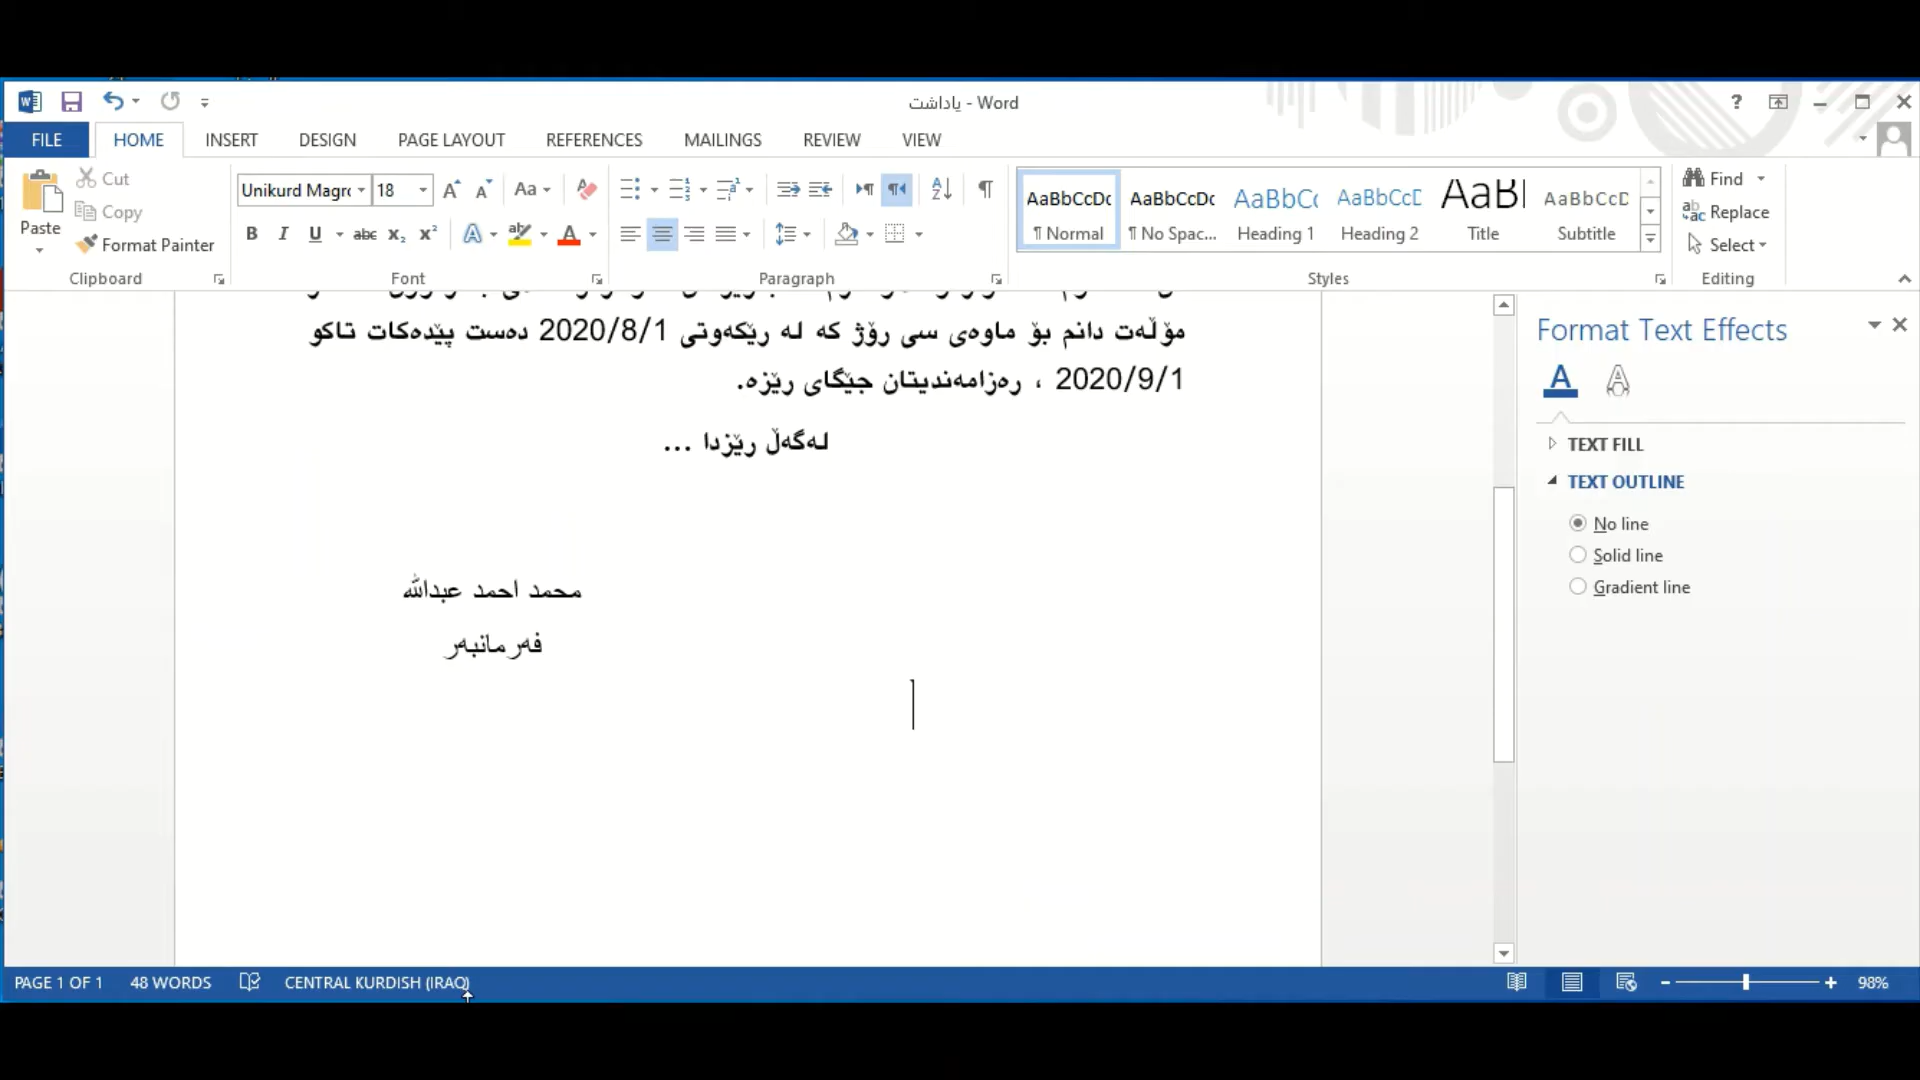 یاداشت - Word
FILE HOME INSERT DESIGN PAGE LAYOUT REFERENCES MAILINGS REVIEW VIEW
Paste
Cut
Copy
Format Painter
Clipboard
Unikurd Magro 18
Font
Paragraph
AaBbCcDc AaBbCcDc AaBbCc AaBbCcD AaBl AaBbCcD
¶ Normal ¶ No Spac... Heading 1 Heading 2 Title Subtitle
Styles
Find
Replace
Select
Editing
مۆڵەت دانم بۆ ماوەی سی رۆژ کە لە رێکەوتی 2020/8/1 دەست پێدەکات تاکو
2020/9/1 ، رەزامەندیتان جێگای رێزە.
لەگەڵ رێزدا ...
محمد احمد عبدالله
فەرمانبەر
Format Text Effects
TEXT FILL
TEXT OUTLINE
No line
Solid line
Gradient line
PAGE 1 OF 1 48 WORDS CENTRAL KURDISH (IRAQ) 98%